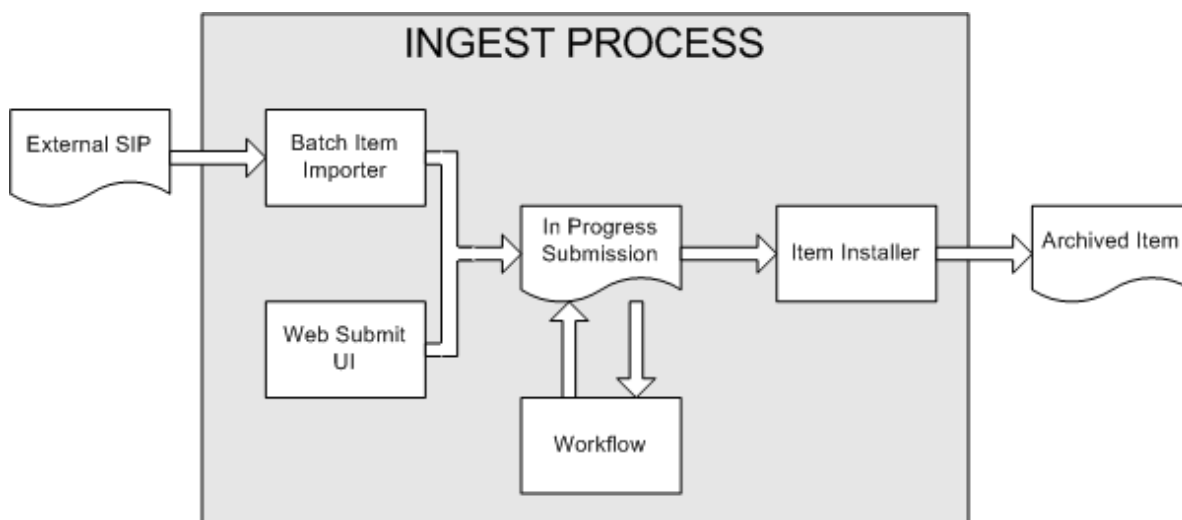 INGEST PROCESS
External SIP
Batch Item
Importer
In Progress
Submission
Item Installer
Archived Item
Web Submit
UI
Workflow